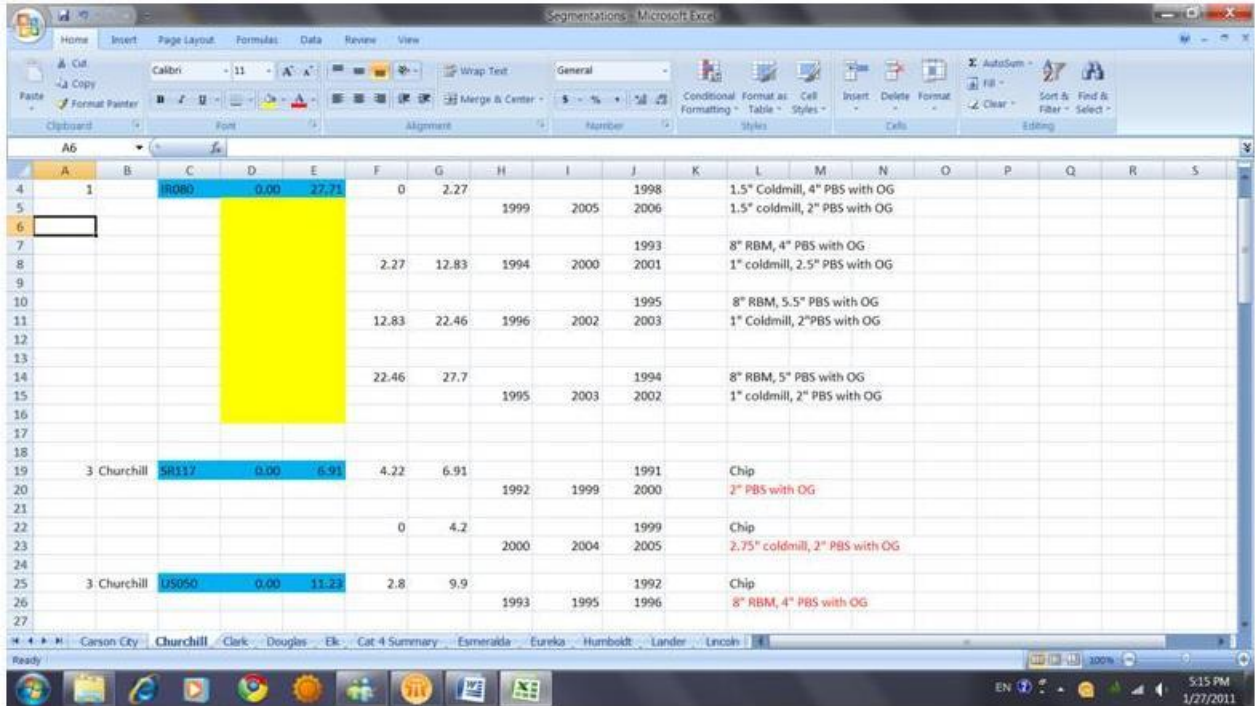 Segmentations - Microsoft Excel
Home Insert Page Layout Formulas Data Review View
Cut
Copy
Paste
Format Painter
Calibri 11
Wrap Text
Merge & Center
General
$ %
Conditional Formatting
Format as Table
Cell Styles
Insert Delete Format
Σ AutoSum
Fill
Clear
Sort & Filter
Find & Select
Clipboard Font Alignment Number Styles Cells Editing
A6 fx
A B C D E F G H I J K L M N O P Q R S
4 1 IR080 0.00 27.71 0 2.27 1998 1.5" Coldmill, 4" PBS with OG
5 1999 2005 2006 1.5" coldmill, 2" PBS with OG
6
7 1993 8" RBM, 4" PBS with OG
8 2.27 12.83 1994 2000 2001 1" coldmill, 2.5" PBS with OG
9
10 1995 8" RBM, 5.5" PBS with OG
11 12.83 22.46 1996 2002 2003 1" Coldmill, 2"PBS with OG
12
13
14 22.46 27.7 1994 8" RBM, 5" PBS with OG
15 1995 2003 2002 1" coldmill, 2" PBS with OG
16
17
18
19 3 Churchill SR117 0.00 6.91 4.22 6.91 1991 Chip
20 1992 1999 2000 2" PBS with OG
21
22 0 4.2 1999 Chip
23 2000 2004 2005 2.75" coldmill, 2" PBS with OG
24
25 3 Churchill US050 0.00 11.23 2.8 9.9 1992 Chip
26 1993 1995 1996 8" RBM, 4" PBS with OG
27
Carson City Churchill Clark Douglas Elk Cat 4 Summary Esmeralda Eureka Humboldt Lander Lincoln
Ready 100%
EN 5:15 PM
1/27/2011